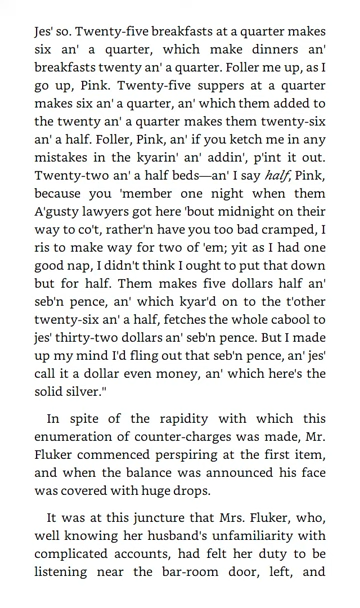 Jes' so. Twenty-five breakfasts at a quarter makes
six an' a quarter, which make dinners an'
breakfasts twenty an' a quarter. Foller me up, as I
go up, Pink. Twenty-five suppers at a quarter
makes six an' a quarter, an' which them added to
the twenty an' a quarter makes them twenty-six
an' a half. Foller, Pink, an' if you ketch me in any
mistakes in the kyarin' an' addin', p'int it out.
Twenty-two an' a half beds—an' I say half, Pink,
because you 'member one night when them
A'gusty lawyers got here 'bout midnight on their
way to co't, rather'n have you too bad cramped, I
ris to make way for two of 'em; yit as I had one
good nap, I didn't think I ought to put that down
but for half. Them makes five dollars half an'
seb'n pence, an' which kyar'd on to the t'other
twenty-six an' a half, fetches the whole cabool to
jes' thirty-two dollars an' seb'n pence. But I made
up my mind I'd fling out that seb'n pence, an' jes'
call it a dollar even money, an' which here's the
solid silver."
In spite of the rapidity with which this
enumeration of counter-charges was made, Mr.
Fluker commenced perspiring at the first item,
and when the balance was announced his face
was covered with huge drops.
It was at this juncture that Mrs. Fluker, who,
well knowing her husband's unfamiliarity with
complicated accounts, had felt her duty to be
listening near the bar-room door, left, and